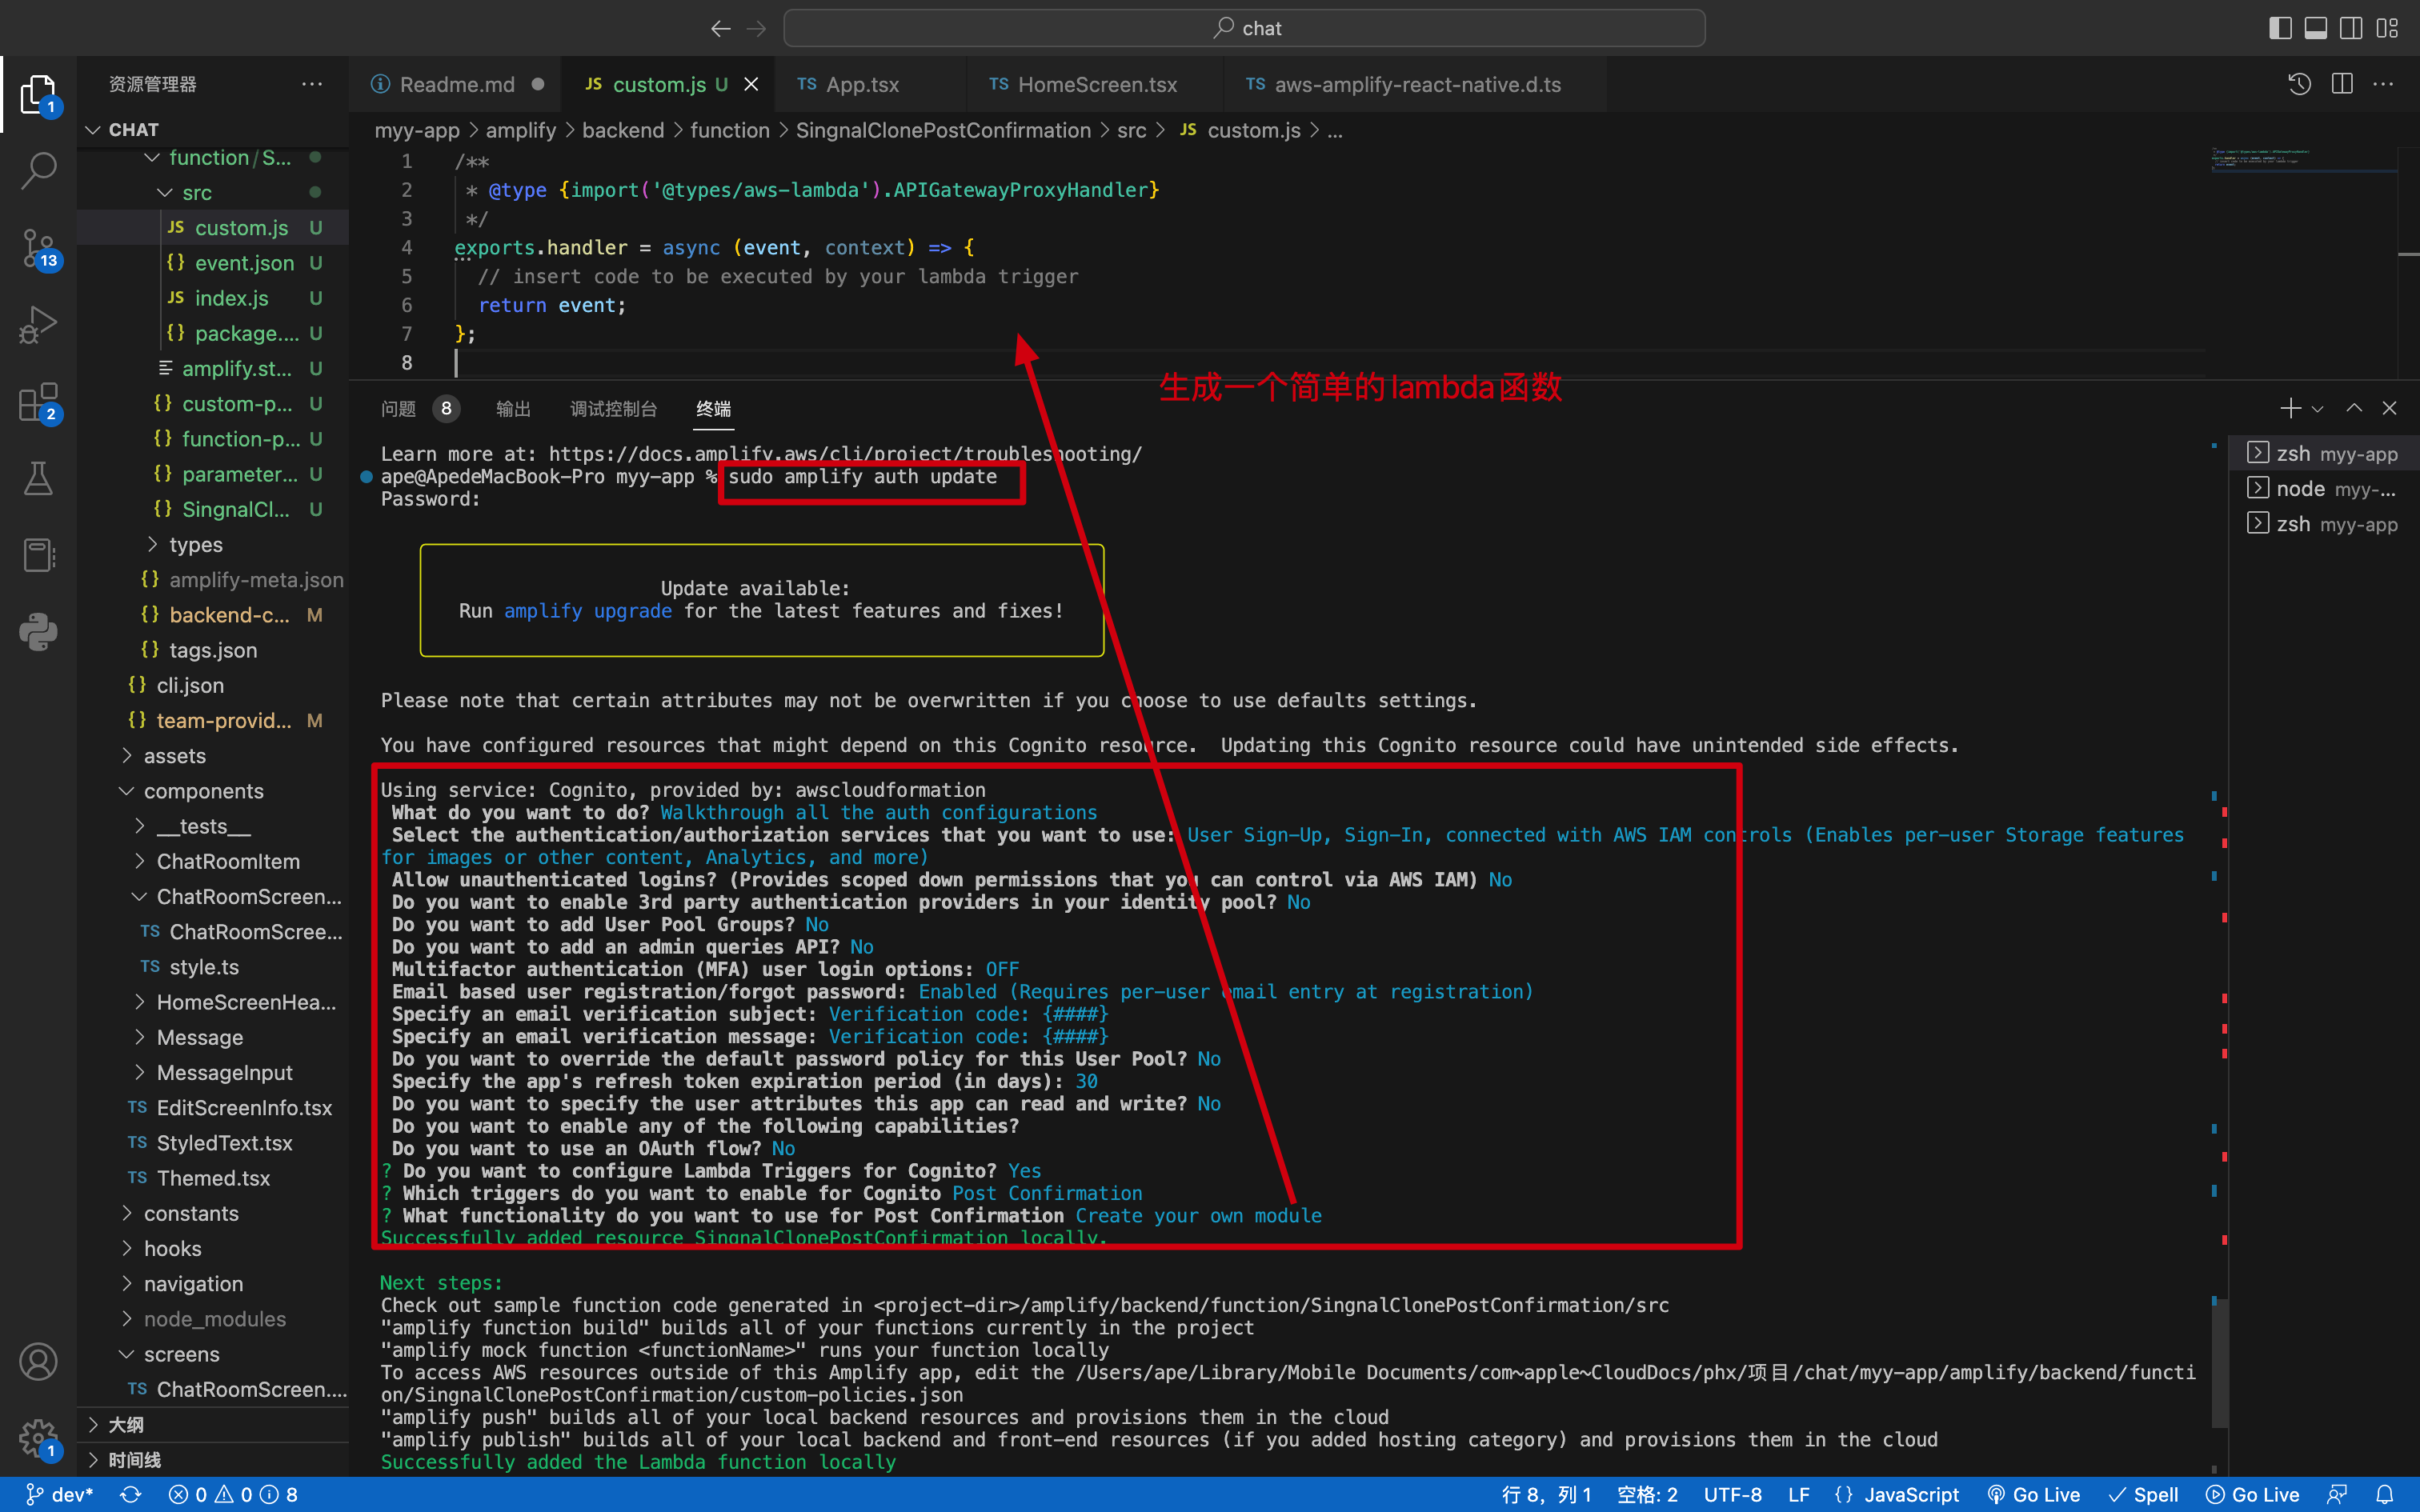 chat
资源管理器
CHAT
function/S...
src
JS custom.js U
{} event.json U
JS index.js U
{} package.... U
amplify.st... U
{} custom-p... U
{} function-p... U
{} parameter... U
{} SingnalCl... U
types
{} amplify-meta.json
{} backend-c... M
{} tags.json
{} cli.json
{} team-provid... M
assets
components
__tests__
ChatRoomItem
ChatRoomScreen...
TS ChatRoomScree...
TS style.ts
HomeScreenHea...
Message
MessageInput
TS EditScreenInfo.tsx
TS StyledText.tsx
TS Themed.tsx
constants
hooks
navigation
node_modules
screens
TS ChatRoomScreen....
大纲
时间线
1
13
2
1
Readme.md
JS custom.js U
TS App.tsx
TS HomeScreen.tsx
TS aws-amplify-react-native.d.ts
myy-app > amplify > backend > function > SingnalClonePostConfirmation > src > JS custom.js > ...
1 /**
2 * @type {import('@types/aws-lambda').APIGatewayProxyHandler}
3 */
4 exports.handler = async (event, context) => {
5 // insert code to be executed by your lambda trigger
6 return event;
7 };
8
生成一个简单的lambda函数
问题 8 输出 调试控制台 终端
Learn more at: https://docs.amplify.aws/cli/project/troubleshooting/
ape@ApedeMacBook-Pro myy-app % sudo amplify auth update
Password:
Update available:
Run amplify upgrade for the latest features and fixes!
Please note that certain attributes may not be overwritten if you choose to use defaults settings.
You have configured resources that might depend on this Cognito resource.  Updating this Cognito resource could have unintended side effects.
Using service: Cognito, provided by: awscloudformation
What do you want to do? Walkthrough all the auth configurations
Select the authentication/authorization services that you want to use: User Sign-Up, Sign-In, connected with AWS IAM controls (Enables per-user Storage features
for images or other content, Analytics, and more)
Allow unauthenticated logins? (Provides scoped down permissions that you can control via AWS IAM) No
Do you want to enable 3rd party authentication providers in your identity pool? No
Do you want to add User Pool Groups? No
Do you want to add an admin queries API? No
Multifactor authentication (MFA) user login options: OFF
Email based user registration/forgot password: Enabled (Requires per-user email entry at registration)
Specify an email verification subject: Verification code: {####}
Specify an email verification message: Verification code: {####}
Do you want to override the default password policy for this User Pool? No
Specify the app's refresh token expiration period (in days): 30
Do you want to specify the user attributes this app can read and write? No
Do you want to enable any of the following capabilities?
Do you want to use an OAuth flow? No
? Do you want to configure Lambda Triggers for Cognito? Yes
? Which triggers do you want to enable for Cognito Post Confirmation
? What functionality do you want to use for Post Confirmation Create your own module
Successfully added resource SingnalClonePostConfirmation locally.
Next steps:
Check out sample function code generated in <project-dir>/amplify/backend/function/SingnalClonePostConfirmation/src
"amplify function build" builds all of your functions currently in the project
"amplify mock function <functionName>" runs your function locally
To access AWS resources outside of this Amplify app, edit the /Users/ape/Library/Mobile Documents/com~apple~CloudDocs/phx/项目/chat/myy-app/amplify/backend/functi
on/SingnalClonePostConfirmation/custom-policies.json
"amplify push" builds all of your local backend resources and provisions them in the cloud
"amplify publish" builds all of your local backend and front-end resources (if you added hosting category) and provisions them in the cloud
Successfully added the Lambda function locally
zsh myy-app
node myy-...
zsh myy-app
dev* 0 0 8 行 8，列 1 空格: 2 UTF-8 LF {} JavaScript Go Live Spell Go Live